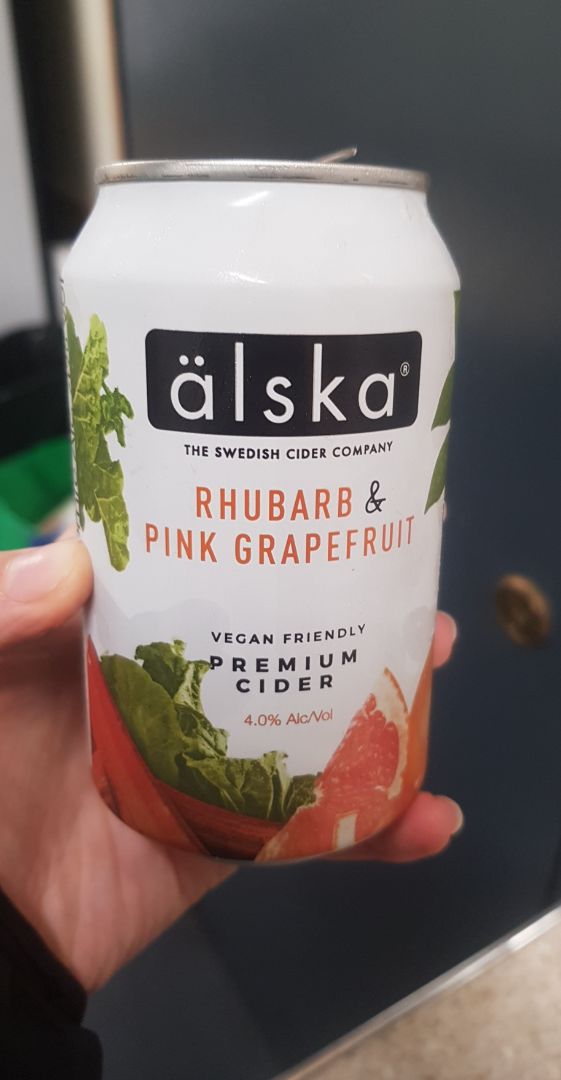 älska®
THE SWEDISH CIDER COMPANY
RHUBARB &
PINK GRAPEFRUIT
VEGAN FRIENDLY
PREMIUM
CIDER
4.0% Alc/Vol